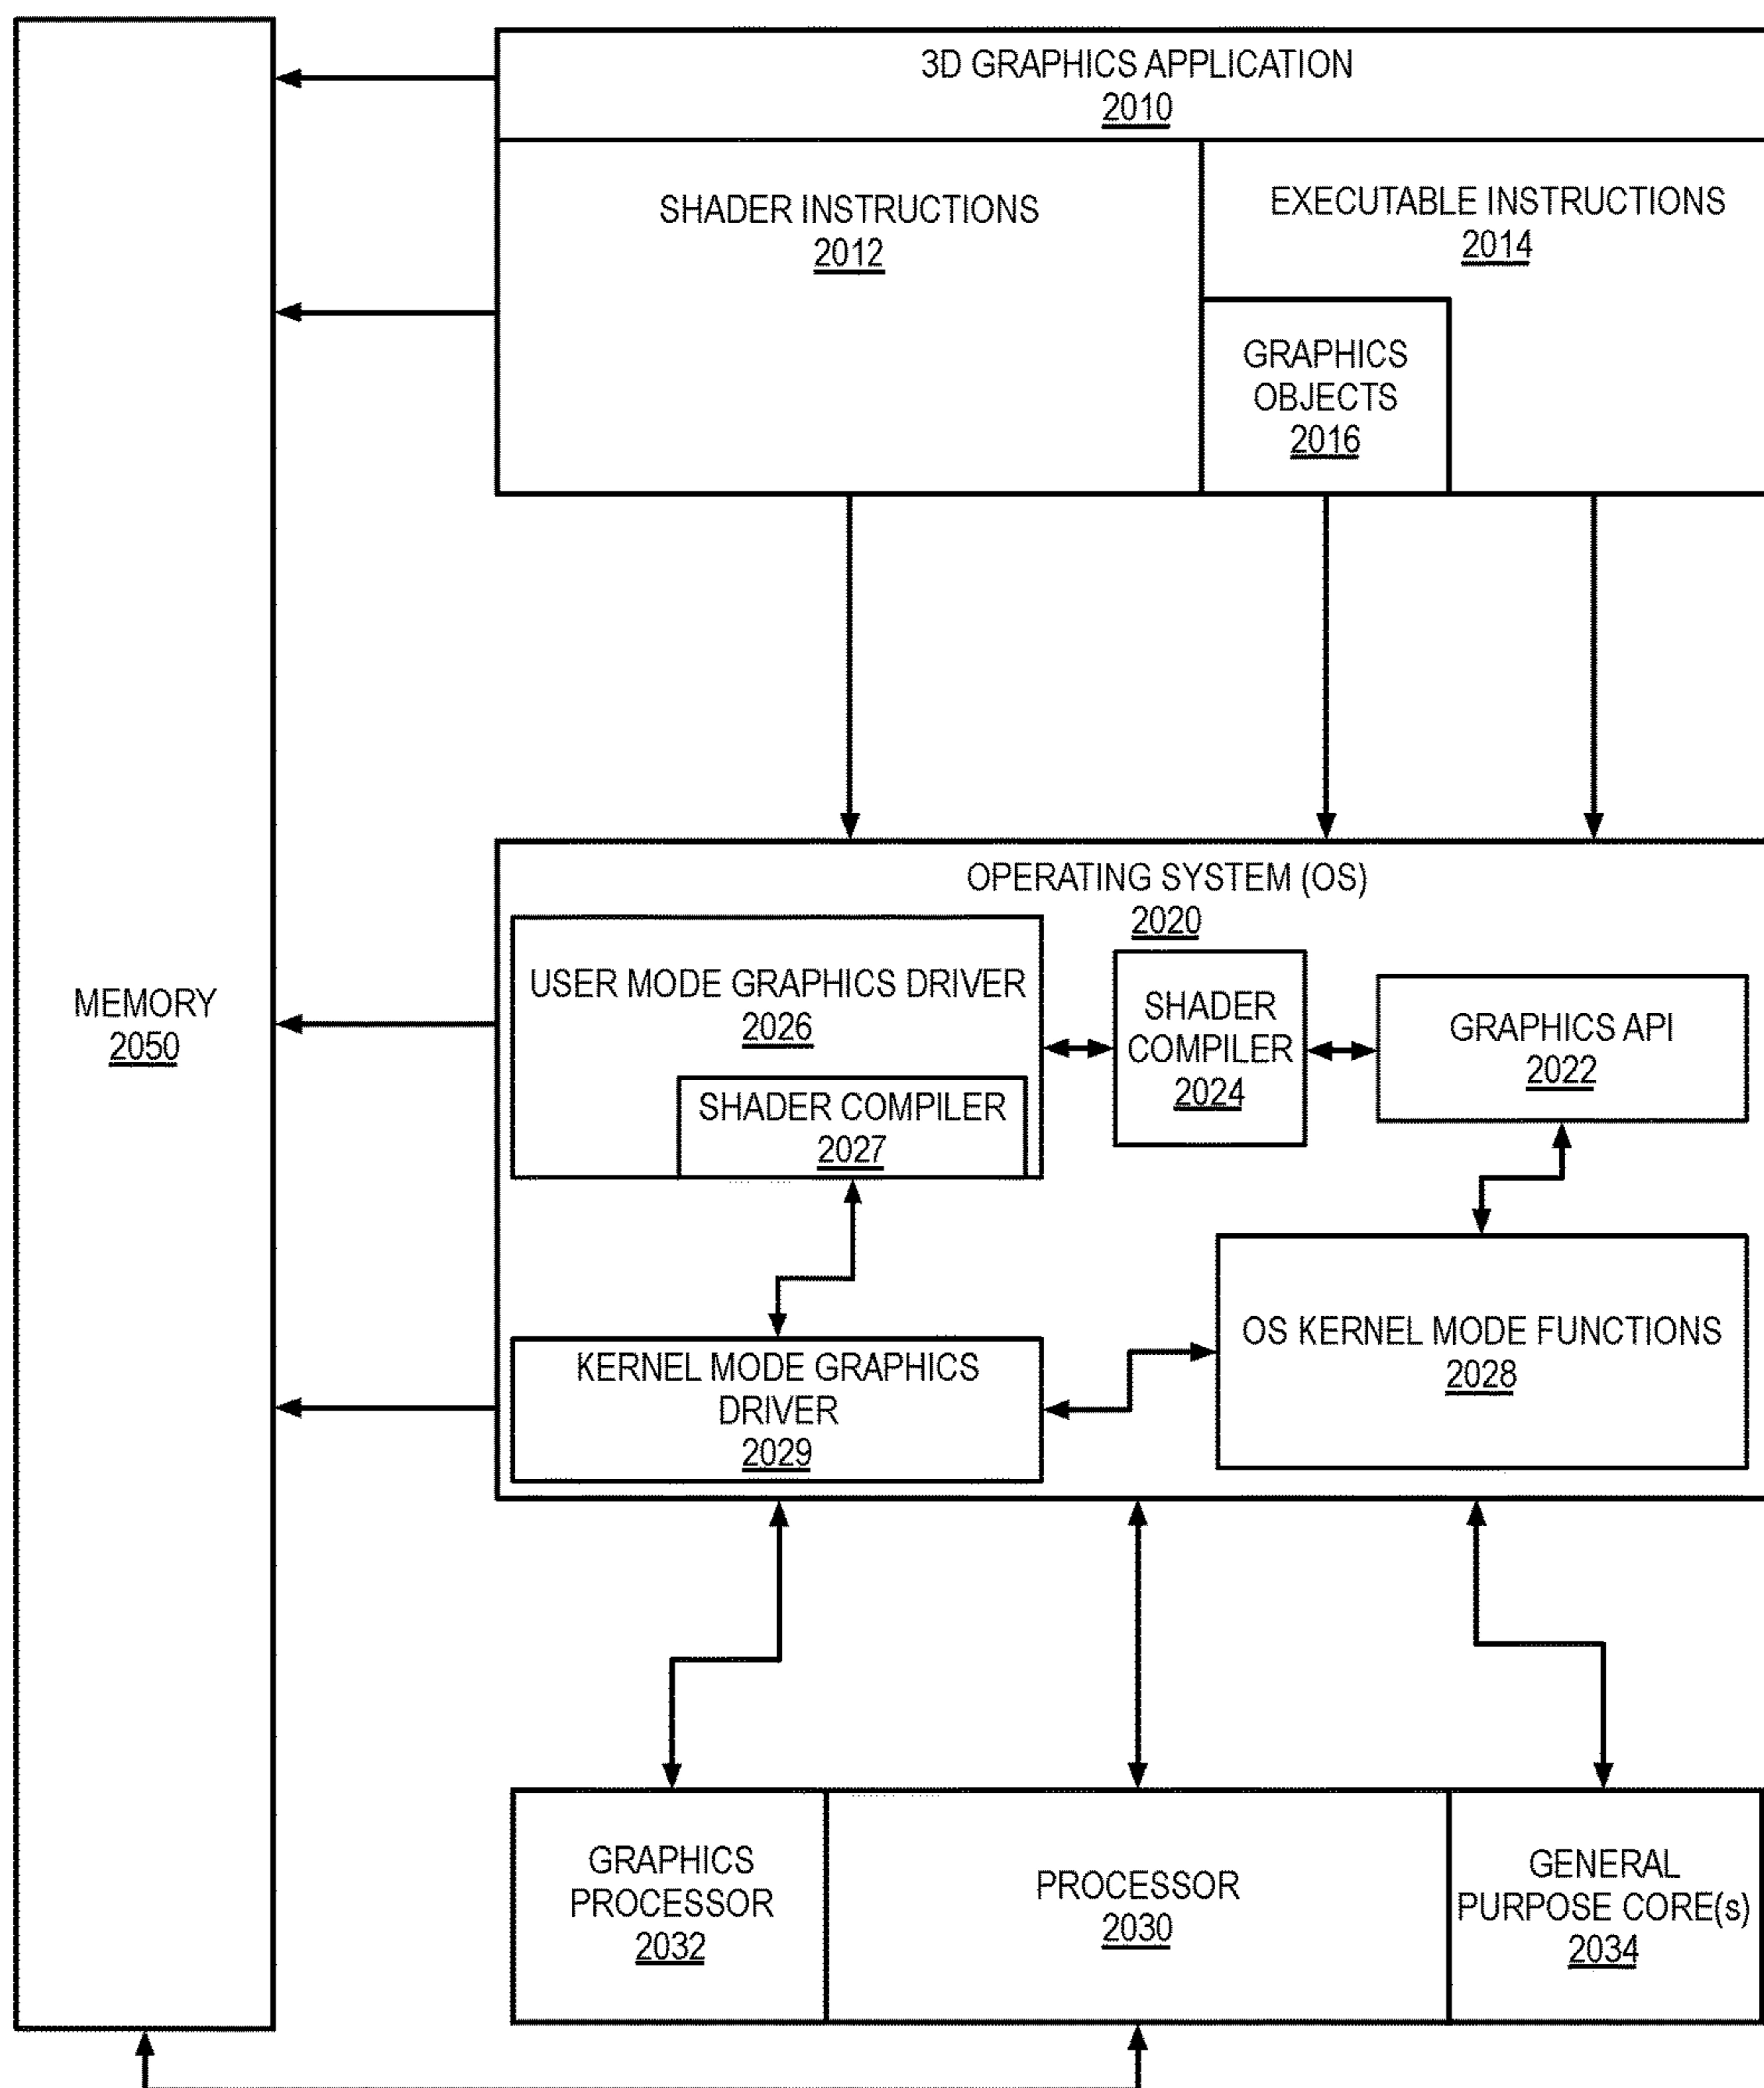 3D GRAPHICS APPLICATION
2010
SHADER INSTRUCTIONS
2012
EXECUTABLE INSTRUCTIONS
2014
GRAPHICS
OBJECTS
2016
OPERATING SYSTEM (OS)
2020
USER MODE GRAPHICS DRIVER
2026
SHADER COMPILER
2027
SHADER
COMPILER
2024
GRAPHICS API
2022
MEMORY
2050
KERNEL MODE GRAPHICS
DRIVER
2029
OS KERNEL MODE FUNCTIONS
2028
GRAPHICS
PROCESSOR
2032
PROCESSOR
2030
GENERAL
PURPOSE CORE(s)
2034